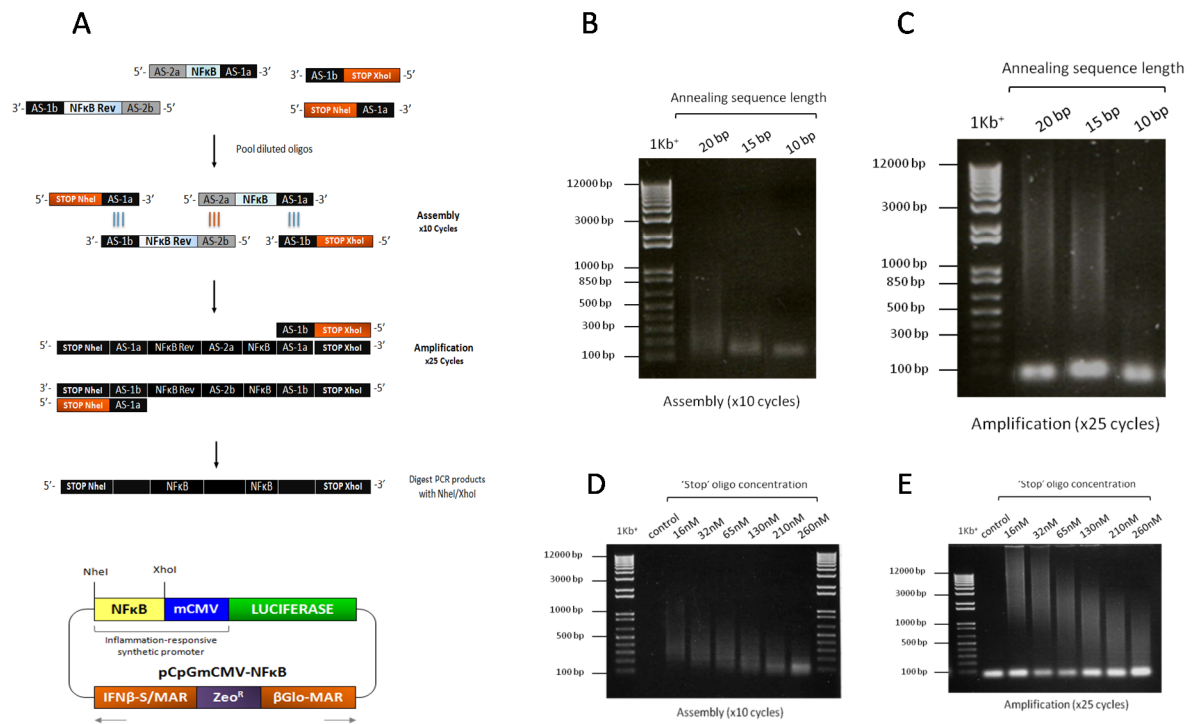 A
5'- AS-2a NFκB AS-1a -3'
3'- AS-1b STOP XhoI -5'
3'- AS-1b NFκB Rev AS-2b -5'
5'- STOP NheI AS-1a -3'
Pool diluted oligos
5'- STOP NheI AS-1a -3' 5'- AS-2a NFκB AS-1a -3'
Assembly
x10 Cycles
3'- AS-1b NFκB Rev AS-2b -5' 3'- AS-1b STOP XhoI -5'
AS-1b STOP XhoI -5'
5'- STOP NheI AS-1a NFκB Rev AS-2a NFκB AS-1a STOP XhoI -3'
Amplification
x25 Cycles
3'- STOP NheI AS-1b NFκB Rev AS-2b NFκB AS-1b STOP XhoI -5'
5'- STOP NheI AS-1a
5'- STOP NheI NFκB NFκB STOP XhoI -3'
Digest PCR products
with NheI/XhoI
NheI XhoI
NFκB mCMV LUCIFERASE
Inflammation-responsive
synthetic promoter
pCpGmCMV-NFκB
IFNβ-S/MAR ZeoR βGlo-MAR
B
Annealing sequence length
1Kb+ 20 bp 15 bp 10 bp
12000 bp
3000 bp
1000 bp
850 bp
500 bp
300 bp
100 bp
Assembly (x10 cycles)
C
Annealing sequence length
1Kb+ 20 bp 15 bp 10 bp
12000 bp
3000 bp
1000 bp
850 bp
500 bp
300 bp
100 bp
Amplification (x25 cycles)
D
'Stop' oligo concentration
1Kb+ control 16nM 32nM 65nM 130nM 210nM 260nM
12000 bp
3000 bp
1000 bp
500 bp
100 bp
Assembly (x10 cycles)
E
'Stop' oligo concentration
1Kb+ control 16nM 32nM 65nM 130nM 210nM 260nM
12000 bp
3000 bp
1000 bp
500 bp
300 bp
100 bp
Amplification (x25 cycles)